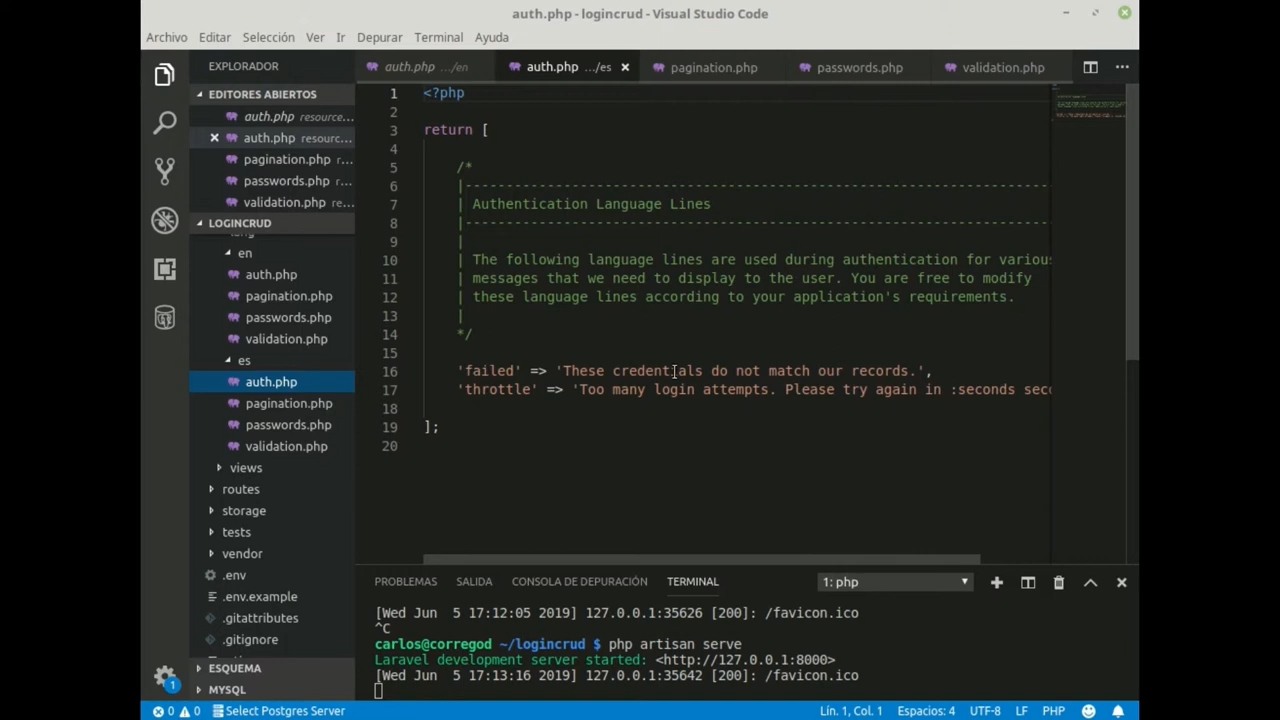 auth.php - logincrud - Visual Studio Code
Archivo Editar Selección Ver Ir Depurar Terminal Ayuda
EXPLORADOR
auth.php .../en auth.php .../es pagination.php passwords.php validation.php
EDITORES ABIERTOS
auth.php resource...
auth.php resourc...
pagination.php r...
passwords.php r...
validation.php r...
LOGINCRUD
en
auth.php
pagination.php
passwords.php
validation.php
es
auth.php
pagination.php
passwords.php
validation.php
views
routes
storage
tests
vendor
.env
.env.example
.gitattributes
.gitignore
ESQUEMA
MYSQL
1 <?php
2
3 return [
4
5 /*
6 |--------------------------------------------------------------------------
7 | Authentication Language Lines
8 |--------------------------------------------------------------------------
9 |
10 | The following language lines are used during authentication for various
11 | messages that we need to display to the user. You are free to modify
12 | these language lines according to your application's requirements.
13 |
14 */
15
16 'failed' => 'These credentials do not match our records.',
17 'throttle' => 'Too many login attempts. Please try again in :seconds seco
18
19 ];
20
PROBLEMAS SALIDA CONSOLA DE DEPURACIÓN TERMINAL 1: php
[Wed Jun 5 17:12:05 2019] 127.0.0.1:35626 [200]: /favicon.ico
^C
carlos@corregod ~/logincrud $ php artisan serve
Laravel development server started: <http://127.0.0.1:8000>
[Wed Jun 5 17:13:16 2019] 127.0.0.1:35642 [200]: /favicon.ico
1
0 0 Select Postgres Server Lín. 1, Col. 1 Espacios: 4 UTF-8 LF PHP